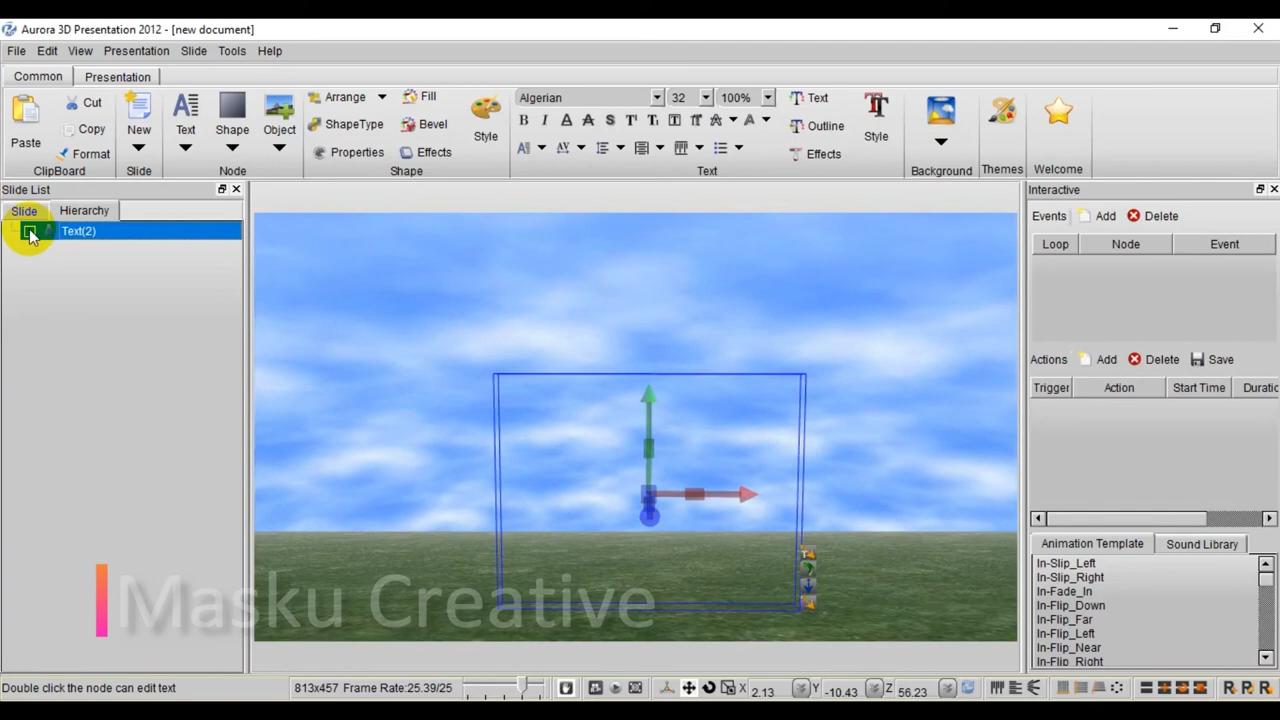 Aurora 3D Presentation 2012 - [new document]
File Edit View Presentation Slide Tools Help
Common Presentation
Paste Cut Copy Format ClipBoard
New Slide
Text Shape Object Node
Arrange Fill ShapeType Bevel Properties Effects Style Shape
Algerian 32 100% Text Outline Effects Style Text
Background Themes Welcome
Slide List
Slide Hierarchy
Text(2)
Interactive
Events Add Delete
Loop Node Event
Actions Add Delete Save
Trigger Action Start Time Duratio
Animation Template Sound Library
In-Slip_Left
In-Slip_Right
In-Fade_In
In-Flip_Down
In-Flip_Far
In-Flip_Left
In-Flip_Near
In-Flip_Right
Masku Creative
Double click the node can edit text 813x457 Frame Rate:25.39/25 X 2.13 Y -10.43 Z 56.23